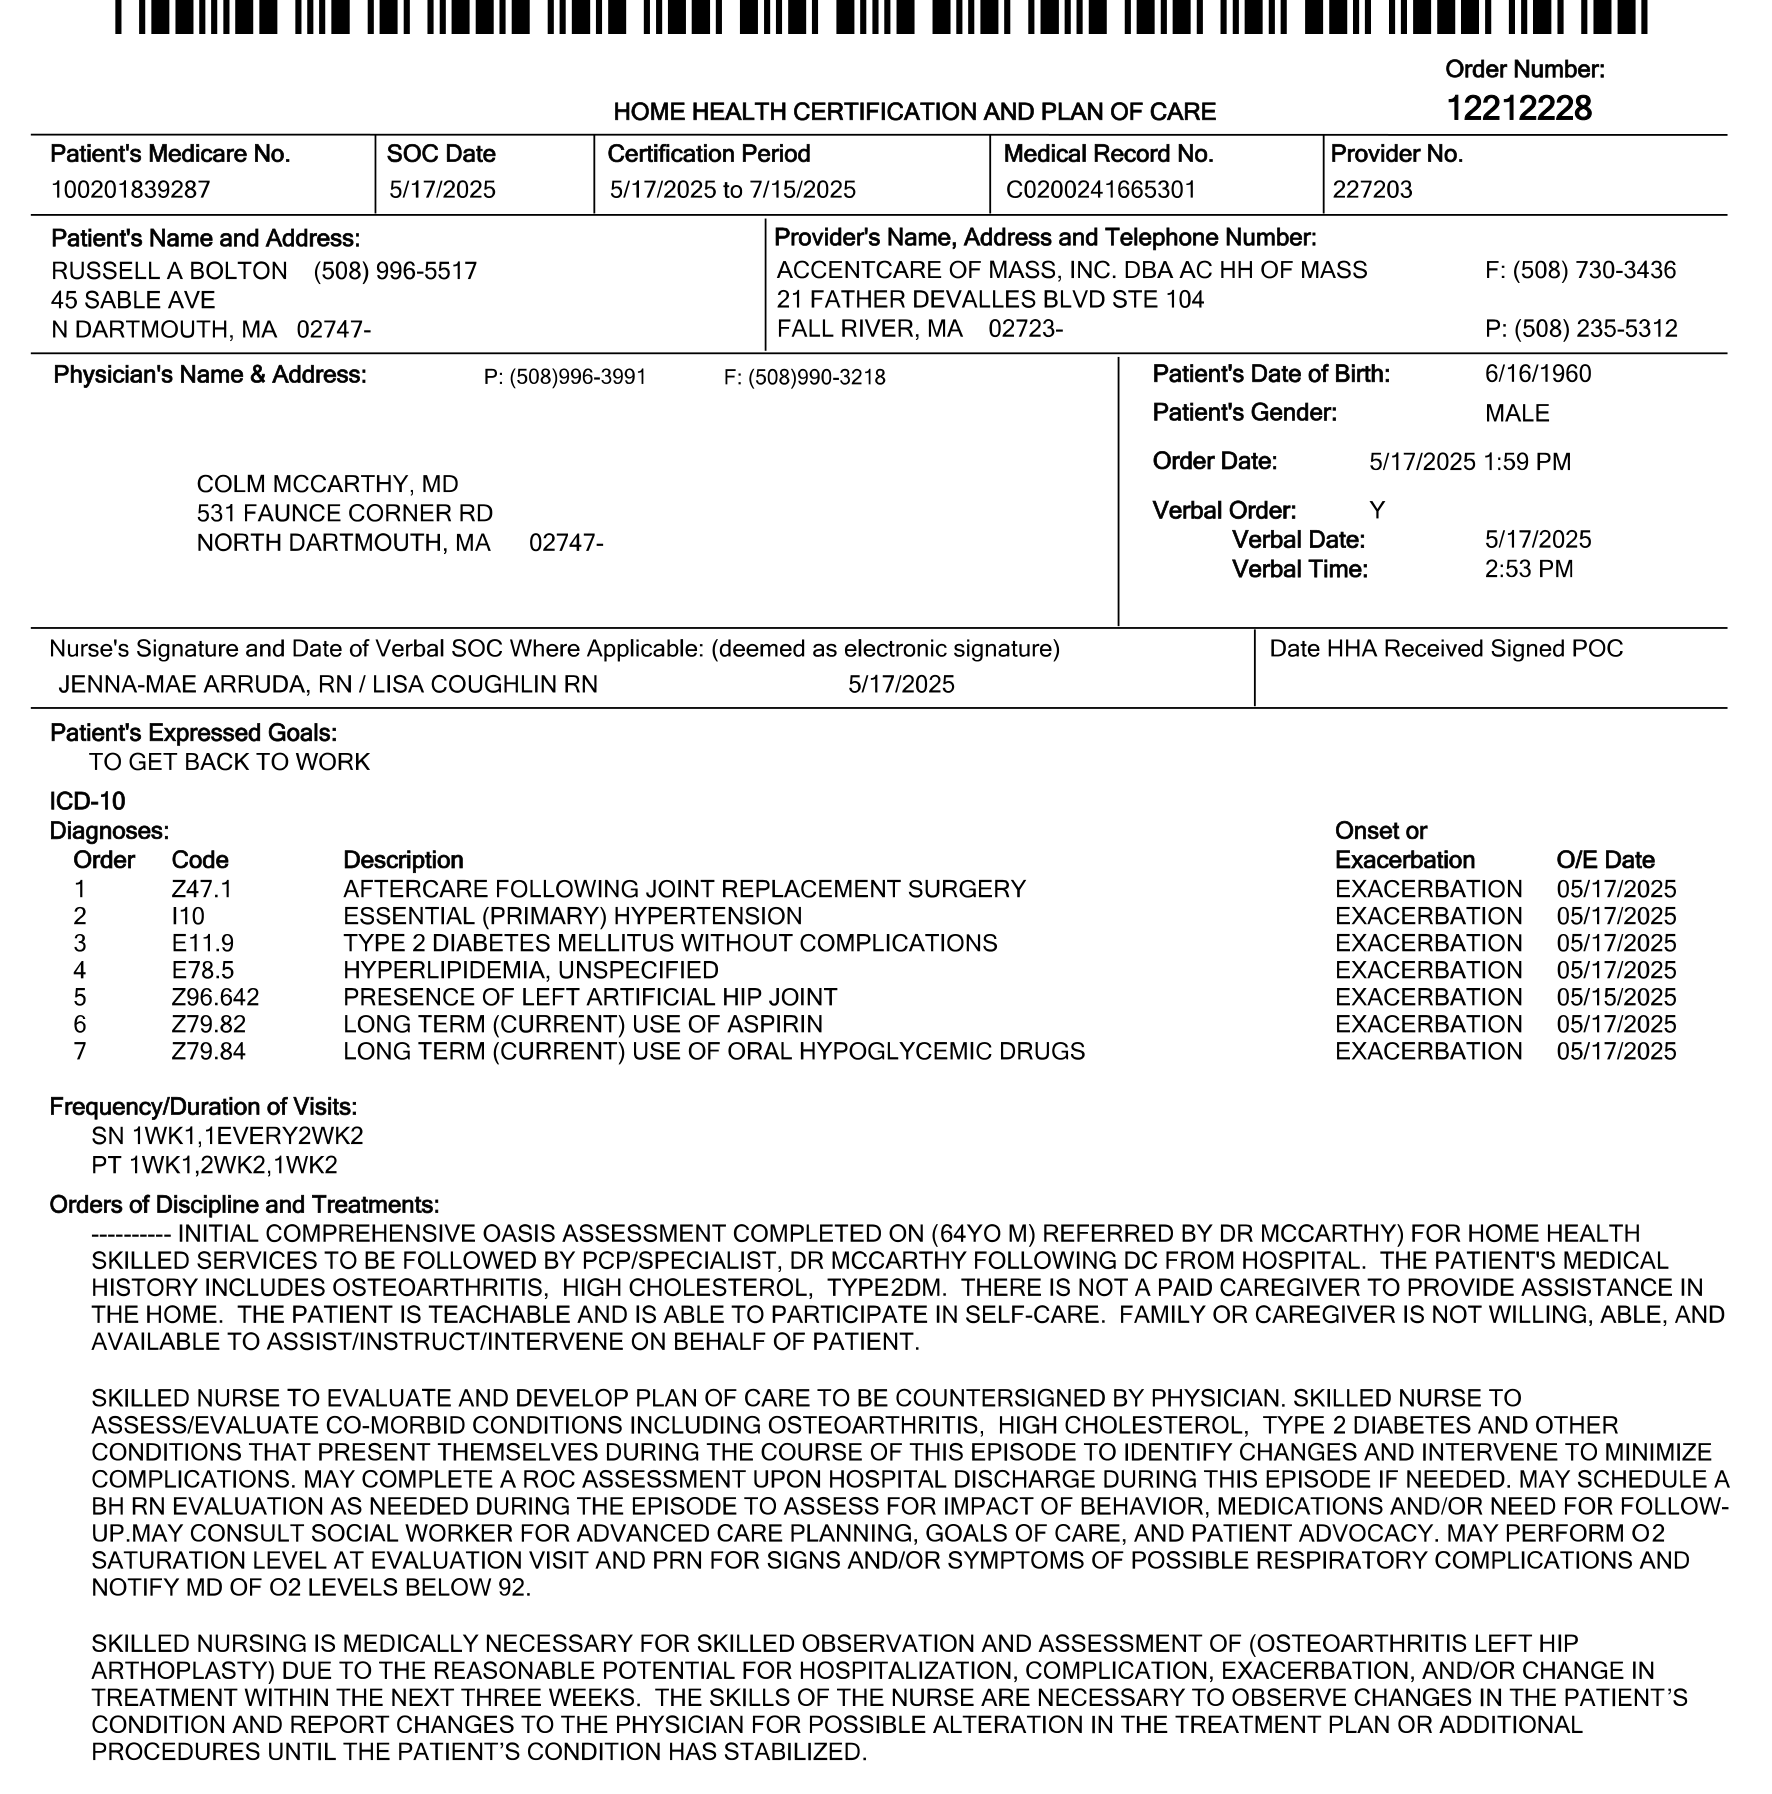 Order Number:
HOME HEALTH CERTIFICATION AND PLAN OF CARE 12212228
Patient's Medicare No. SOC Date Certification Period Medical Record No. Provider No.
100201839287 5/17/2025 5/17/2025 to 7/15/2025 C0200241665301 227203
Patient's Name and Address: Provider's Name, Address and Telephone Number:
RUSSELL A BOLTON (508) 996-5517 ACCENTCARE OF MASS, INC. DBA AC HH OF MASS F: (508) 730-3436
45 SABLE AVE 21 FATHER DEVALLES BLVD STE 104
N DARTMOUTH, MA 02747- FALL RIVER, MA 02723- P: (508) 235-5312
Physician's Name & Address: P: (508)996-3991 F: (508)990-3218 Patient's Date of Birth: 6/16/1960
Patient's Gender: MALE
Order Date: 5/17/2025 1:59 PM
COLM MCCARTHY, MD
531 FAUNCE CORNER RD Verbal Order: Y
NORTH DARTMOUTH, MA 02747- Verbal Date: 5/17/2025
Verbal Time: 2:53 PM
Nurse's Signature and Date of Verbal SOC Where Applicable: (deemed as electronic signature) Date HHA Received Signed POC
JENNA-MAE ARRUDA, RN / LISA COUGHLIN RN 5/17/2025
Patient's Expressed Goals:
TO GET BACK TO WORK
ICD-10
Diagnoses: Onset or
Order Code Description Exacerbation O/E Date
1 Z47.1 AFTERCARE FOLLOWING JOINT REPLACEMENT SURGERY EXACERBATION 05/17/2025
2 I10 ESSENTIAL (PRIMARY) HYPERTENSION EXACERBATION 05/17/2025
3 E11.9 TYPE 2 DIABETES MELLITUS WITHOUT COMPLICATIONS EXACERBATION 05/17/2025
4 E78.5 HYPERLIPIDEMIA, UNSPECIFIED EXACERBATION 05/17/2025
5 Z96.642 PRESENCE OF LEFT ARTIFICIAL HIP JOINT EXACERBATION 05/15/2025
6 Z79.82 LONG TERM (CURRENT) USE OF ASPIRIN EXACERBATION 05/17/2025
7 Z79.84 LONG TERM (CURRENT) USE OF ORAL HYPOGLYCEMIC DRUGS EXACERBATION 05/17/2025
Frequency/Duration of Visits:
SN 1WK1,1EVERY2WK2
PT 1WK1,2WK2,1WK2
Orders of Discipline and Treatments:
---------- INITIAL COMPREHENSIVE OASIS ASSESSMENT COMPLETED ON (64YO M) REFERRED BY DR MCCARTHY) FOR HOME HEALTH
SKILLED SERVICES TO BE FOLLOWED BY PCP/SPECIALIST, DR MCCARTHY FOLLOWING DC FROM HOSPITAL. THE PATIENT'S MEDICAL
HISTORY INCLUDES OSTEOARTHRITIS, HIGH CHOLESTEROL, TYPE2DM. THERE IS NOT A PAID CAREGIVER TO PROVIDE ASSISTANCE IN
THE HOME. THE PATIENT IS TEACHABLE AND IS ABLE TO PARTICIPATE IN SELF-CARE. FAMILY OR CAREGIVER IS NOT WILLING, ABLE, AND
AVAILABLE TO ASSIST/INSTRUCT/INTERVENE ON BEHALF OF PATIENT.
SKILLED NURSE TO EVALUATE AND DEVELOP PLAN OF CARE TO BE COUNTERSIGNED BY PHYSICIAN. SKILLED NURSE TO
ASSESS/EVALUATE CO-MORBID CONDITIONS INCLUDING OSTEOARTHRITIS, HIGH CHOLESTEROL, TYPE 2 DIABETES AND OTHER
CONDITIONS THAT PRESENT THEMSELVES DURING THE COURSE OF THIS EPISODE TO IDENTIFY CHANGES AND INTERVENE TO MINIMIZE
COMPLICATIONS. MAY COMPLETE A ROC ASSESSMENT UPON HOSPITAL DISCHARGE DURING THIS EPISODE IF NEEDED. MAY SCHEDULE A
BH RN EVALUATION AS NEEDED DURING THE EPISODE TO ASSESS FOR IMPACT OF BEHAVIOR, MEDICATIONS AND/OR NEED FOR FOLLOW-
UP.MAY CONSULT SOCIAL WORKER FOR ADVANCED CARE PLANNING, GOALS OF CARE, AND PATIENT ADVOCACY. MAY PERFORM O2
SATURATION LEVEL AT EVALUATION VISIT AND PRN FOR SIGNS AND/OR SYMPTOMS OF POSSIBLE RESPIRATORY COMPLICATIONS AND
NOTIFY MD OF O2 LEVELS BELOW 92.
SKILLED NURSING IS MEDICALLY NECESSARY FOR SKILLED OBSERVATION AND ASSESSMENT OF (OSTEOARTHRITIS LEFT HIP
ARTHOPLASTY) DUE TO THE REASONABLE POTENTIAL FOR HOSPITALIZATION, COMPLICATION, EXACERBATION, AND/OR CHANGE IN
TREATMENT WITHIN THE NEXT THREE WEEKS. THE SKILLS OF THE NURSE ARE NECESSARY TO OBSERVE CHANGES IN THE PATIENT’S
CONDITION AND REPORT CHANGES TO THE PHYSICIAN FOR POSSIBLE ALTERATION IN THE TREATMENT PLAN OR ADDITIONAL
PROCEDURES UNTIL THE PATIENT’S CONDITION HAS STABILIZED.